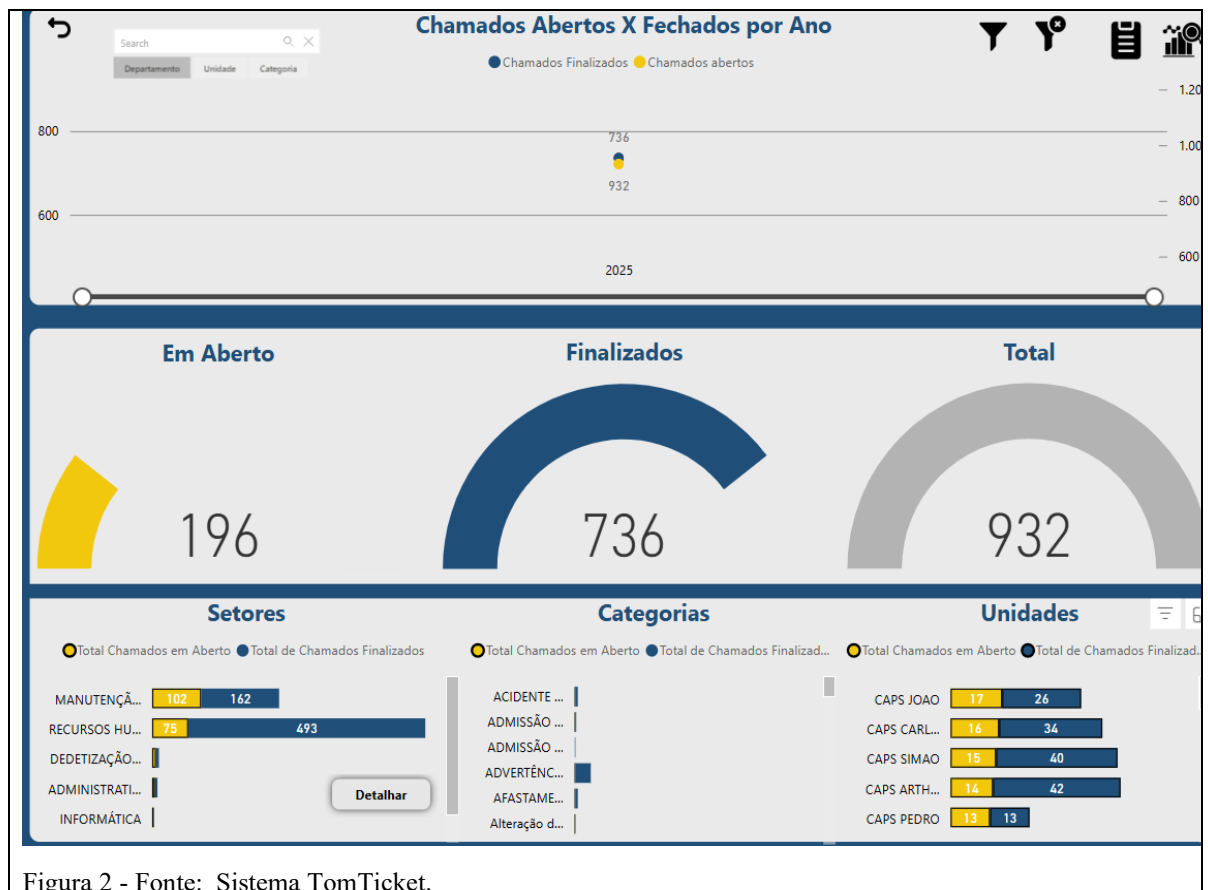 Chamados Abertos X Fechados por Ano
Search
Departamento Unidade Categoria
Chamados Finalizados Chamados abertos
1.20
800
736
1.00
932
800
600
600
2025
Em Aberto Finalizados Total
196 736 932
Setores
Total Chamados em Aberto Total de Chamados Finalizados
MANUTENÇÃ... 102 162
RECURSOS HU... 75 493
DEDETIZAÇÃO...
ADMINISTRATI...
INFORMÁTICA
Detalhar
Categorias
Total Chamados em Aberto Total de Chamados Finalizad...
ACIDENTE ...
ADMISSÃO ...
ADMISSÃO ...
ADVERTÊNC...
AFASTAME...
Alteração d...
Unidades
Total Chamados em Aberto Total de Chamados Finalizad...
CAPS JOAO 17 26
CAPS CARL... 16 34
CAPS SIMAO 15 40
CAPS ARTH... 14 42
CAPS PEDRO 13 13
Figura 2 - Fonte: Sistema TomTicket.